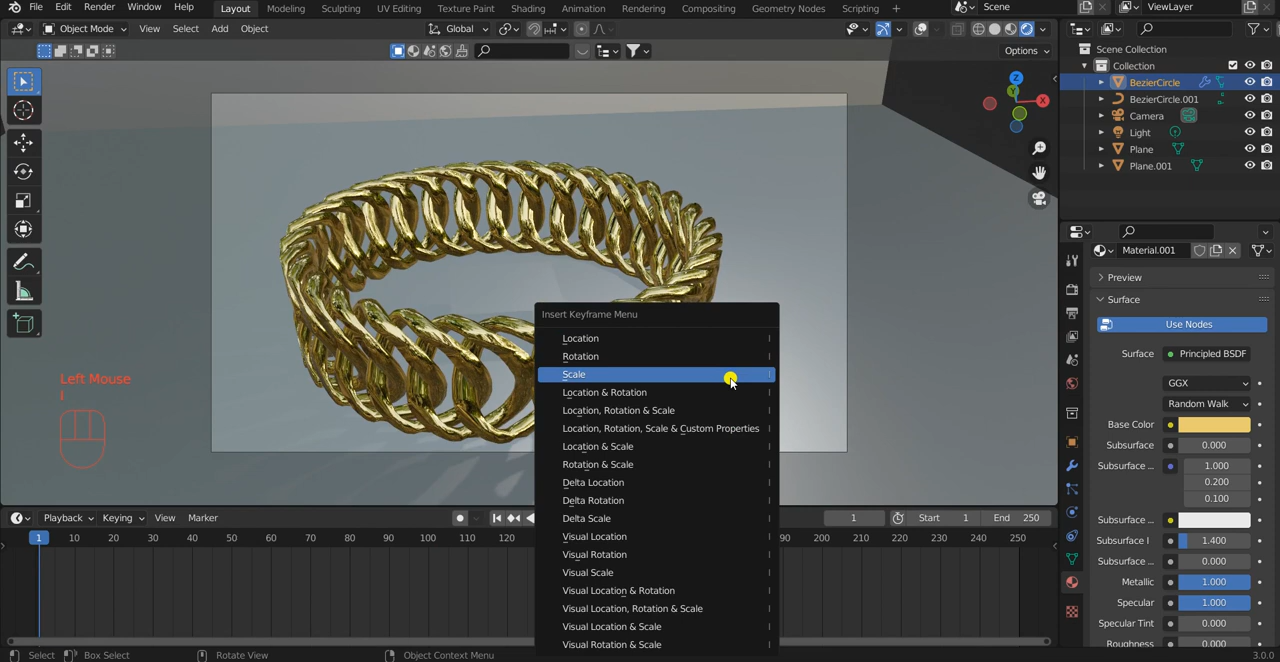 File Edit Render Window Help Layout Modeling Sculpting UV Editing Texture Paint Shading Animation Rendering Compositing Geometry Nodes Scripting + Scene ViewLayer
Object Mode View Select Add Object Global
Options
Z
Y
X
Scene Collection
Collection
BezierCircle
BezierCircle.001
Camera
Light
Plane
Plane.001
Left Mouse
I
Insert Keyframe Menu
Location I
Rotation I
Scale I
Location & Rotation I
Location, Rotation & Scale I
Location, Rotation, Scale & Custom Properties I
Location & Scale I
Rotation & Scale I
Delta Location I
Delta Rotation I
Delta Scale I
Visual Location I
Visual Rotation I
Visual Scale I
Visual Location & Rotation I
Visual Location, Rotation & Scale I
Visual Location & Scale I
Visual Rotation & Scale I
Material.001
Preview
Surface
Use Nodes
Surface Principled BSDF
GGX
Random Walk
Base Color
Subsurface 0.000
Subsurface ... 1.000
0.200
0.100
Subsurface ...
Subsurface I 1.400
Subsurface ... 0.000
Metallic 1.000
Specular 1.000
Specular Tint 0.000
Roughness 0.000
Playback Keying View Marker 1 Start 1 End 250
1 10 20 30 40 50 60 70 80 90 100 110 120 90 200 210 220 230 240 250
Select Box Select Rotate View Object Context Menu 3.0.0